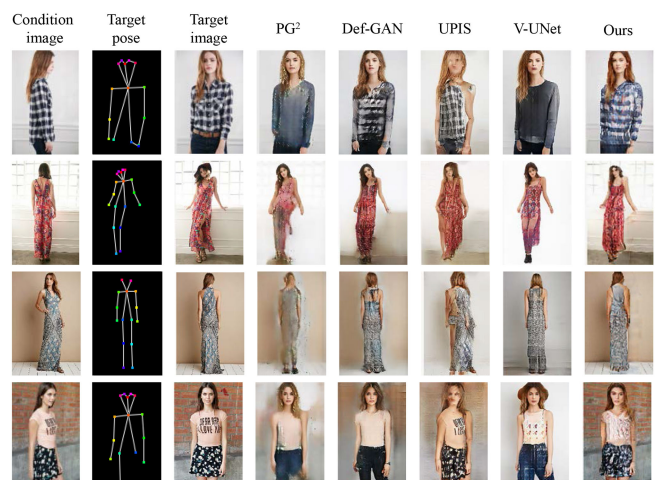 Condition image
Target pose
Target image
PG²
Def-GAN
UPIS
V-UNet
Ours